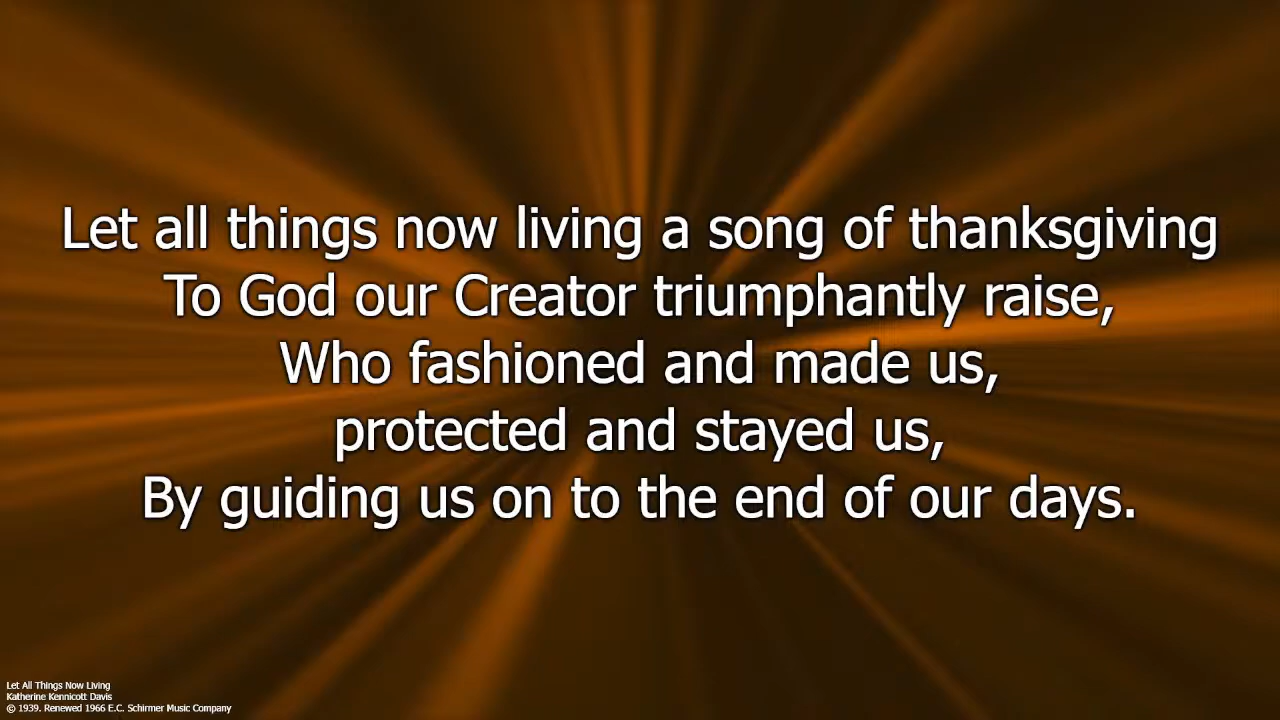 Let all things now living a song of thanksgiving
To God our Creator triumphantly raise,
Who fashioned and made us,
protected and stayed us,
By guiding us on to the end of our days.
Let All Things Now Living
Katherine Kennicott Davis
© 1939. Renewed 1966 E.C. Schirmer Music Company